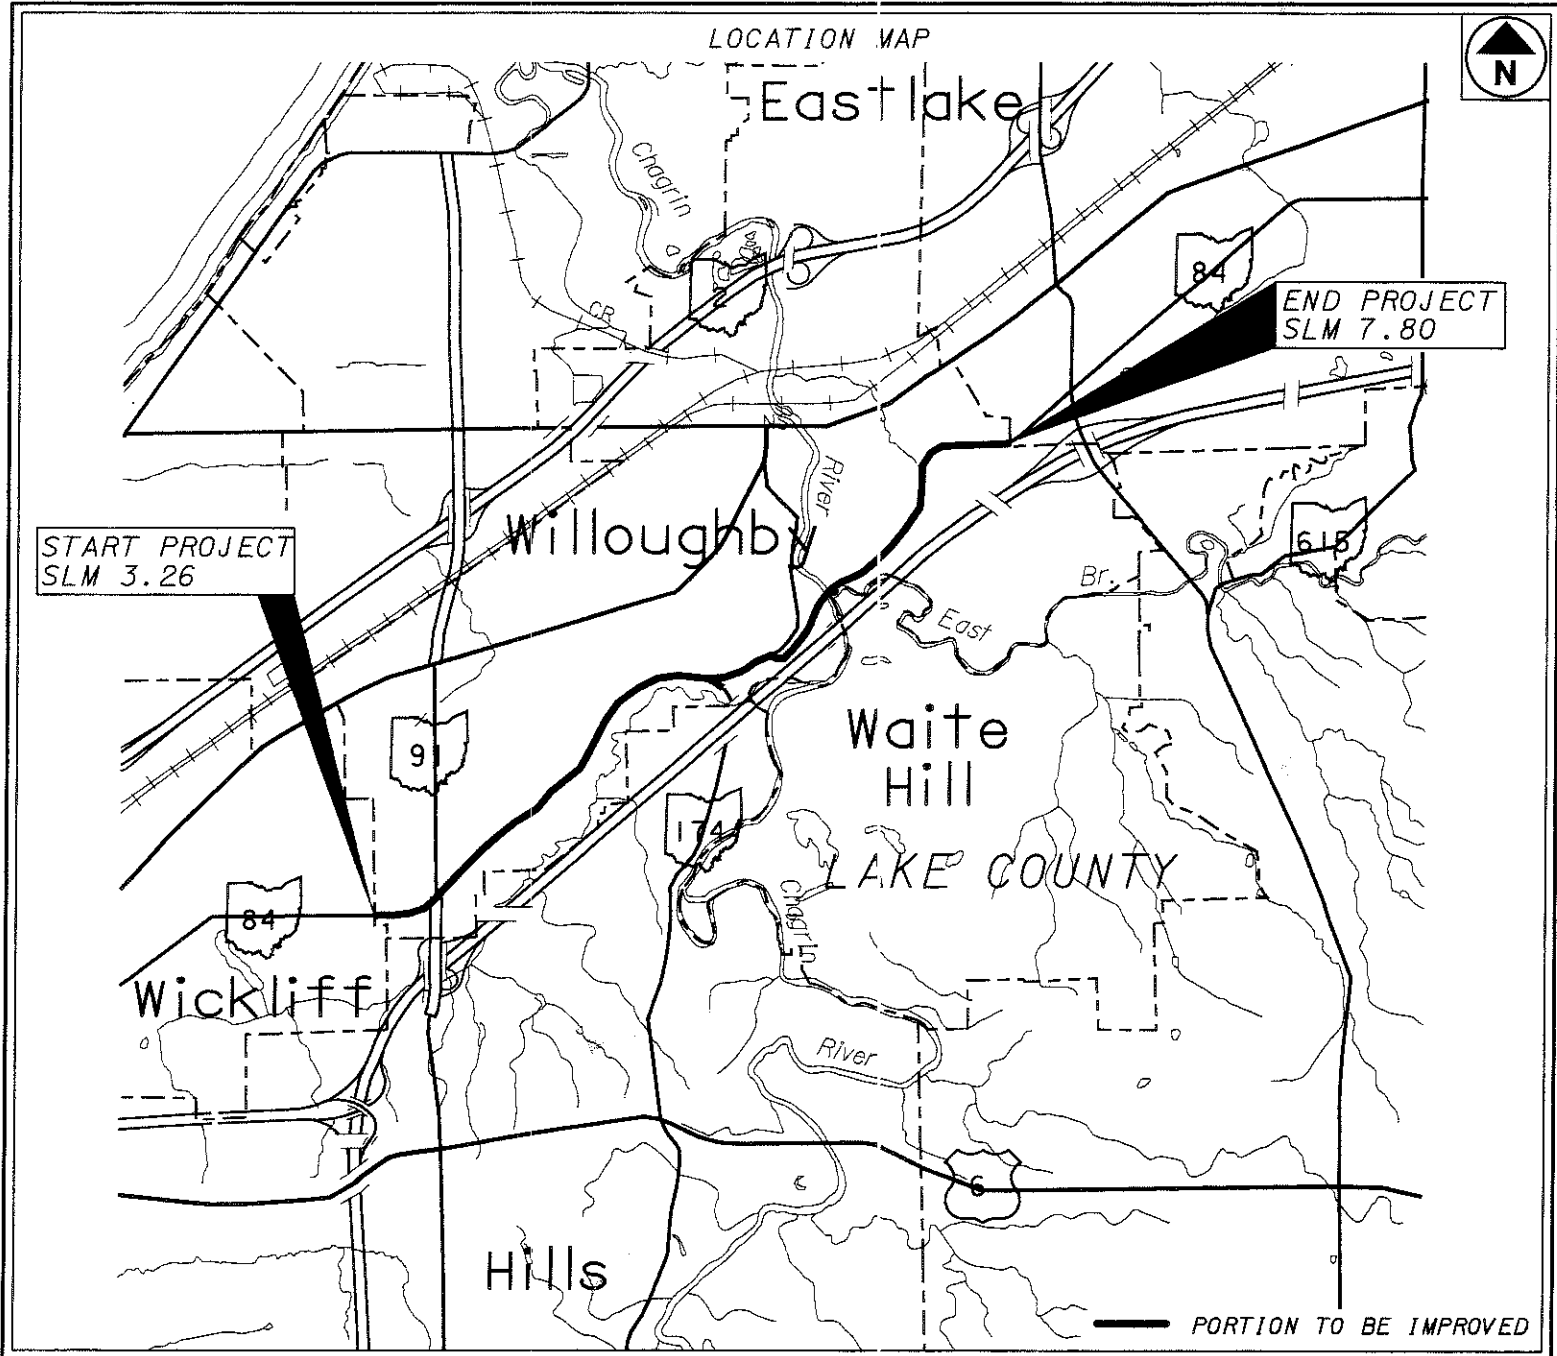 LOCATION MAP
N
Eastlake
Chagrin
84
2
END PROJECT
SLM 7.80
CR
River
START PROJECT
SLM 3.26
Willoughby
615
Br.
East
Waite
Hill
91
174
LAKE COUNTY
84
Chagrin
Wickliff
River
6
Hills
PORTION TO BE IMPROVED